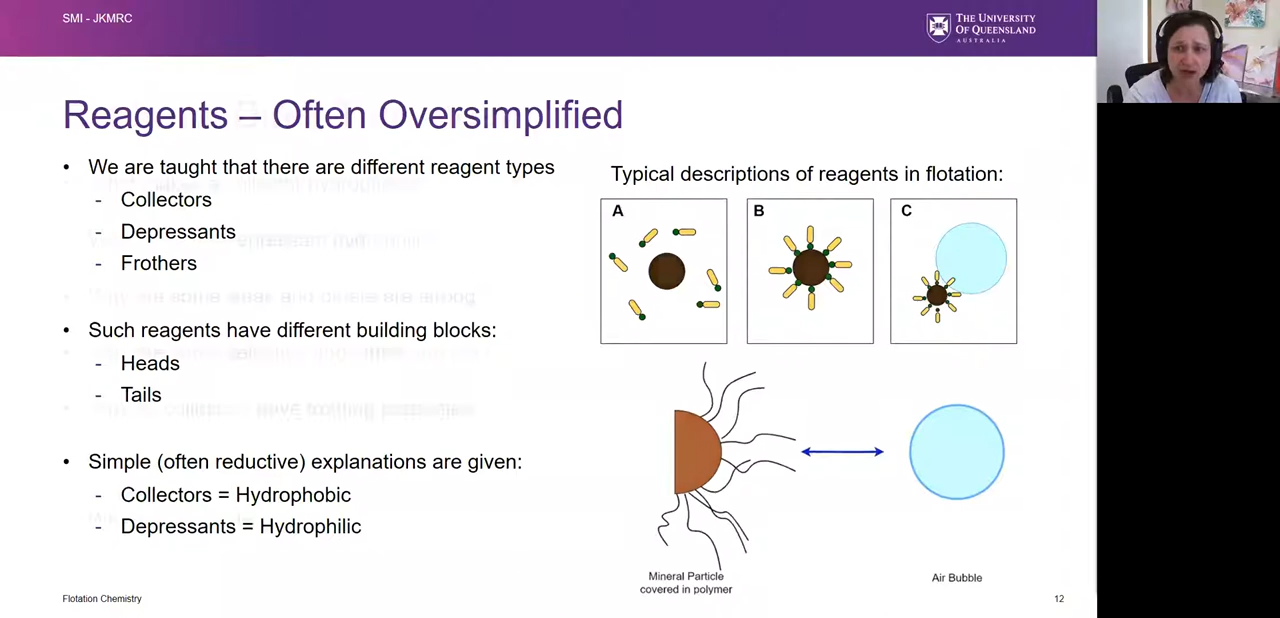 SMI - JKMRC
THE UNIVERSITY
OF QUEENSLAND
AUSTRALIA
Reagents – Often Oversimplified
• We are taught that there are different reagent types
- Collectors
- Depressants
- Frothers
• Such reagents have different building blocks:
- Heads
- Tails
• Simple (often reductive) explanations are given:
- Collectors = Hydrophobic
- Depressants = Hydrophilic
Typical descriptions of reagents in flotation:
A
B
C
Mineral Particle
covered in polymer
Air Bubble
Flotation Chemistry
12